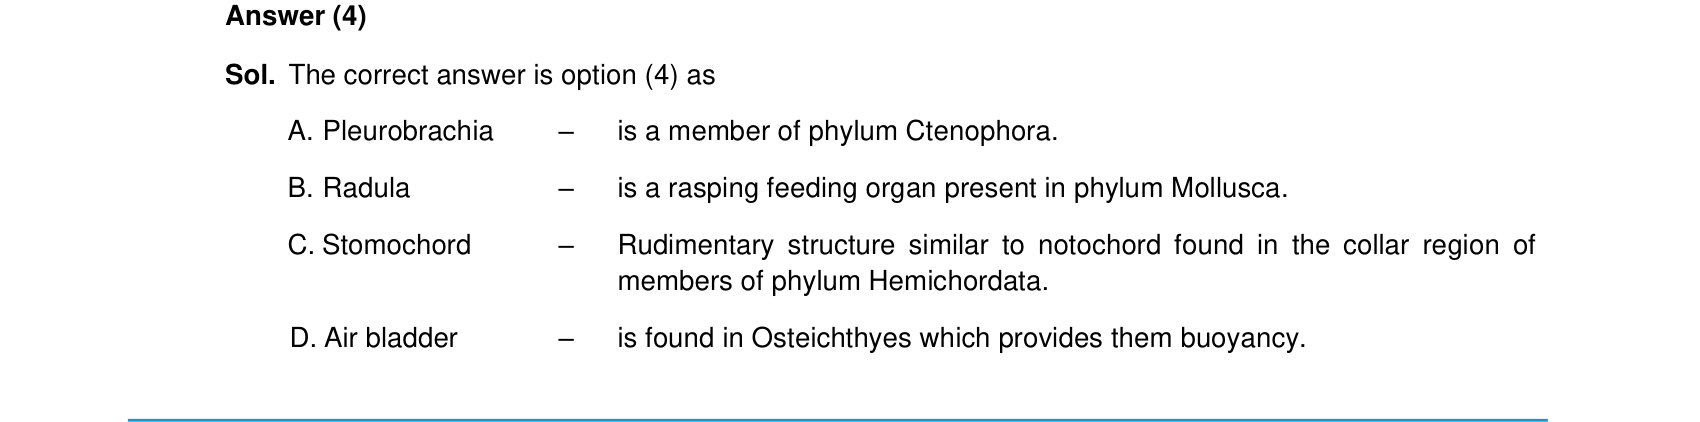 Answer (4)
Sol. The correct answer is option (4) as
A. Pleurobrachia – is a member of phylum Ctenophora.
B. Radula – is a rasping feeding organ present in phylum Mollusca.
C. Stomochord – Rudimentary structure similar to notochord found in the collar region of
members of phylum Hemichordata.
D. Air bladder – is found in Osteichthyes which provides them buoyancy.